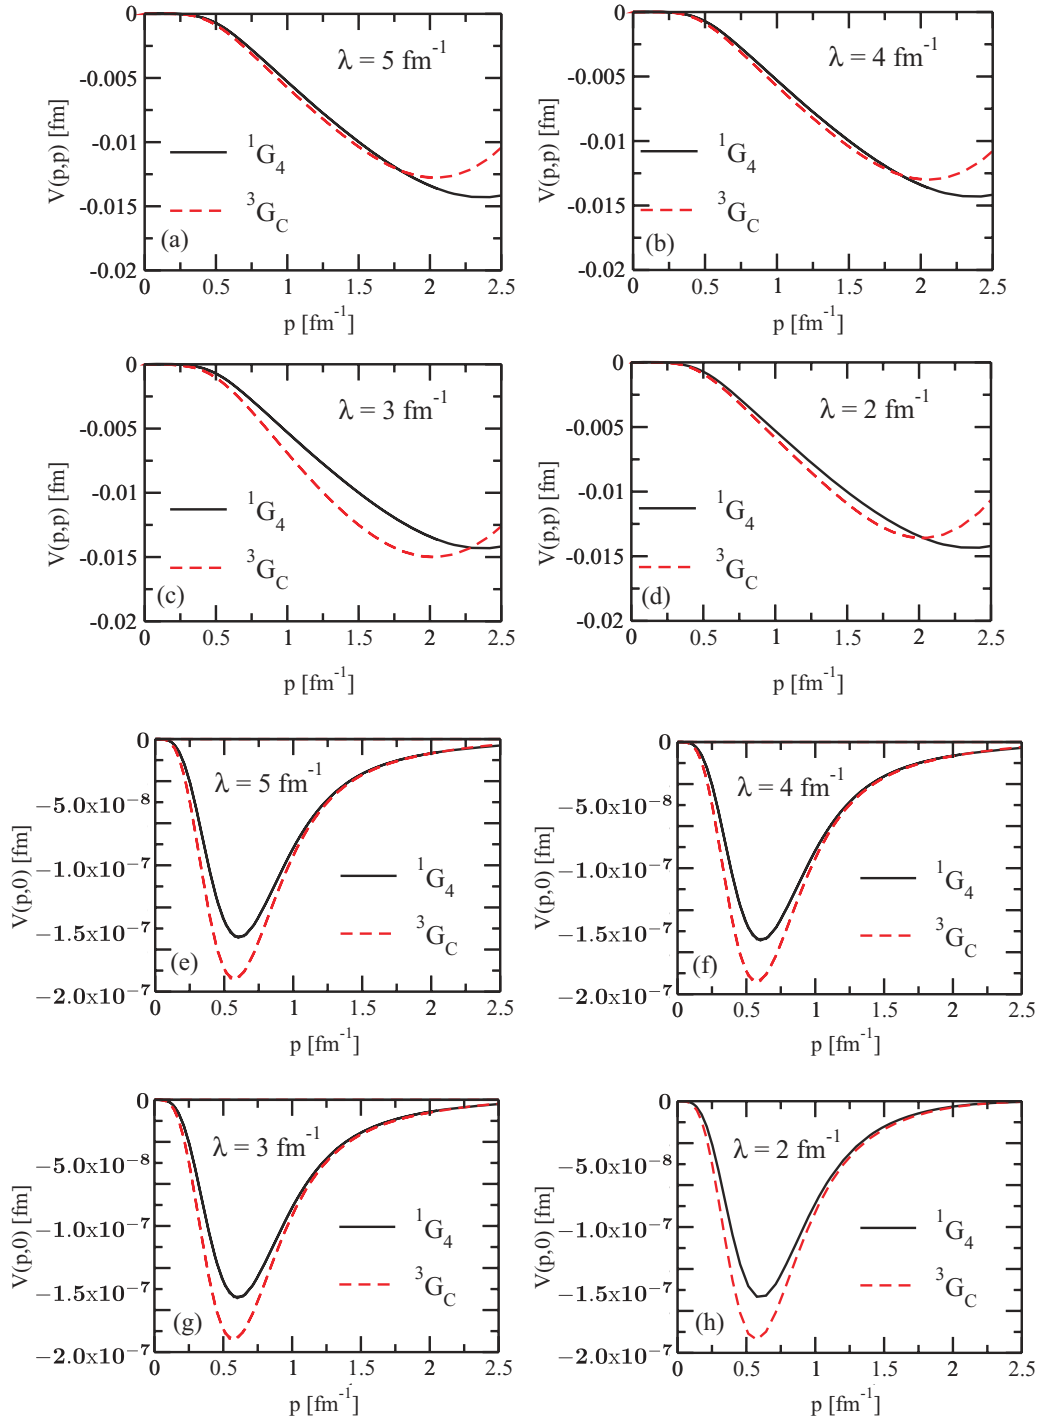 0
-0.005
-0.01
-0.015
-0.02
V(p,p) [fm]
λ = 5 fm⁻¹
¹G₄
³G_C
(a)
0 0.5 1 1.5 2 2.5
p [fm⁻¹]
0
-0.005
-0.01
-0.015
-0.02
V(p,p) [fm]
λ = 4 fm⁻¹
¹G₄
³G_C
(b)
0 0.5 1 1.5 2 2.5
p [fm⁻¹]
0
-0.005
-0.01
-0.015
-0.02
V(p,p) [fm]
λ = 3 fm⁻¹
¹G₄
³G_C
(c)
0 0.5 1 1.5 2 2.5
p [fm⁻¹]
0
-0.005
-0.01
-0.015
-0.02
V(p,p) [fm]
λ = 2 fm⁻¹
¹G₄
³G_C
(d)
0 0.5 1 1.5 2 2.5
p [fm⁻¹]
0
−5.0x10⁻⁸
−1.0x10⁻⁷
−1.5x10⁻⁷
−2.0x10⁻⁷
V(p,0) [fm]
λ = 5 fm⁻¹
¹G₄
³G_C
(e)
0 0.5 1 1.5 2 2.5
p [fm⁻¹]
0
−5.0x10⁻⁸
−1.0x10⁻⁷
−1.5x10⁻⁷
−2.0x10⁻⁷
V(p,0) [fm]
λ = 4 fm⁻¹
¹G₄
³G_C
(f)
0 0.5 1 1.5 2 2.5
p [fm⁻¹]
0
−5.0x10⁻⁸
−1.0x10⁻⁷
−1.5x10⁻⁷
−2.0x10⁻⁷
V(p,0) [fm]
λ = 3 fm⁻¹
¹G₄
³G_C
(g)
0 0.5 1 1.5 2 2.5
p [fm⁻¹]
0
−5.0x10⁻⁸
−1.0x10⁻⁷
−1.5x10⁻⁷
−2.0x10⁻⁷
V(p,0) [fm]
λ = 2 fm⁻¹
¹G₄
³G_C
(h)
0 0.5 1 1.5 2 2.5
p [fm⁻¹]